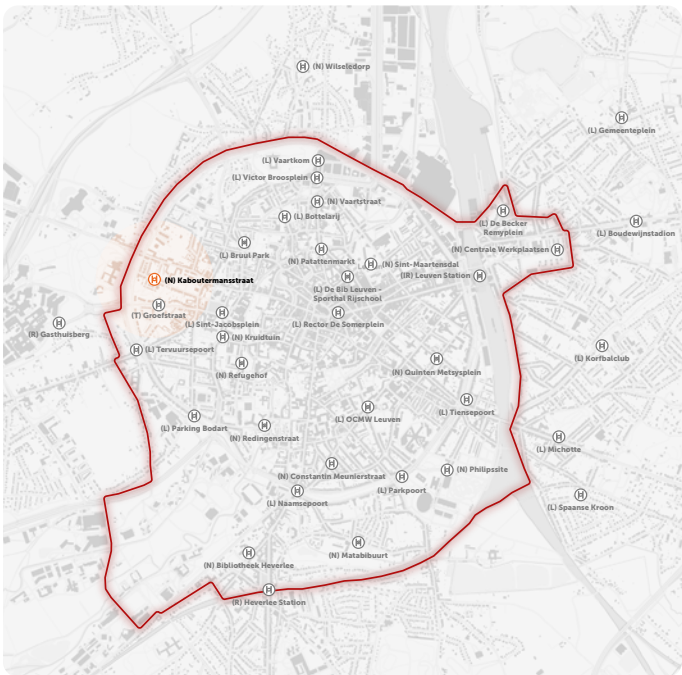 (N) Wilseledorp
(L) Gemeenteplein
(L) Vaartkom
(L) Victor Broosplein
(N) Vaartstraat
(L) Bottelarij
(L) De Becker
Remyplein
(L) Boudewijnstadion
(L) Bruul Park
(N) Patattenmarkt
(N) Centrale Werkplaatsen
(N) Sint-Maartensdal
(IR) Leuven Station
(N) Kaboutermansstraat
(L) De Bib Leuven -
Sporthal Rijschool
(T) Groefstraat
(L) Sint-Jacobsplein
(L) Rector De Somerplein
(R) Gasthuisberg
(N) Kruidtuin
(L) Tervuursepoort
(L) Korfbalclub
(N) Refugehof
(N) Quinten Metsysplein
(L) Tiensepoort
(L) OCMW Leuven
(L) Parking Bodart
(N) Redingenstraat
(L) Michotte
(N) Constantin Meunierstraat
(N) Philipssite
(L) Parkpoort
(L) Naamsepoort
(L) Spaanse Kroon
(N) Matabibuurt
(N) Bibliotheek Heverlee
(R) Heverlee Station